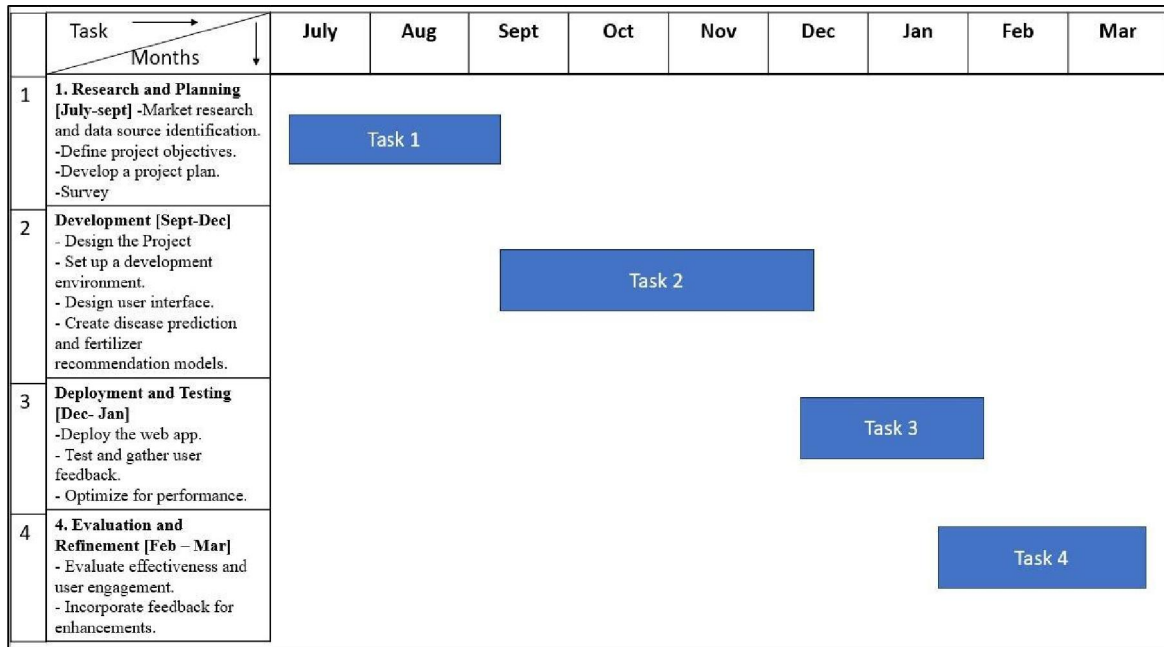 Task
Months
July Aug Sept Oct Nov Dec Jan Feb Mar
1
1. Research and Planning
[July-sept] -Market research
and data source identification.
-Define project objectives.
-Develop a project plan.
-Survey
Task 1
2
Development [Sept-Dec]
- Design the Project
- Set up a development
environment.
- Design user interface.
- Create disease prediction
and fertilizer
recommendation models.
Task 2
3
Deployment and Testing
[Dec- Jan]
-Deploy the web app.
- Test and gather user
feedback.
- Optimize for performance.
Task 3
4
4. Evaluation and
Refinement [Feb – Mar]
- Evaluate effectiveness and
user engagement.
- Incorporate feedback for
enhancements.
Task 4